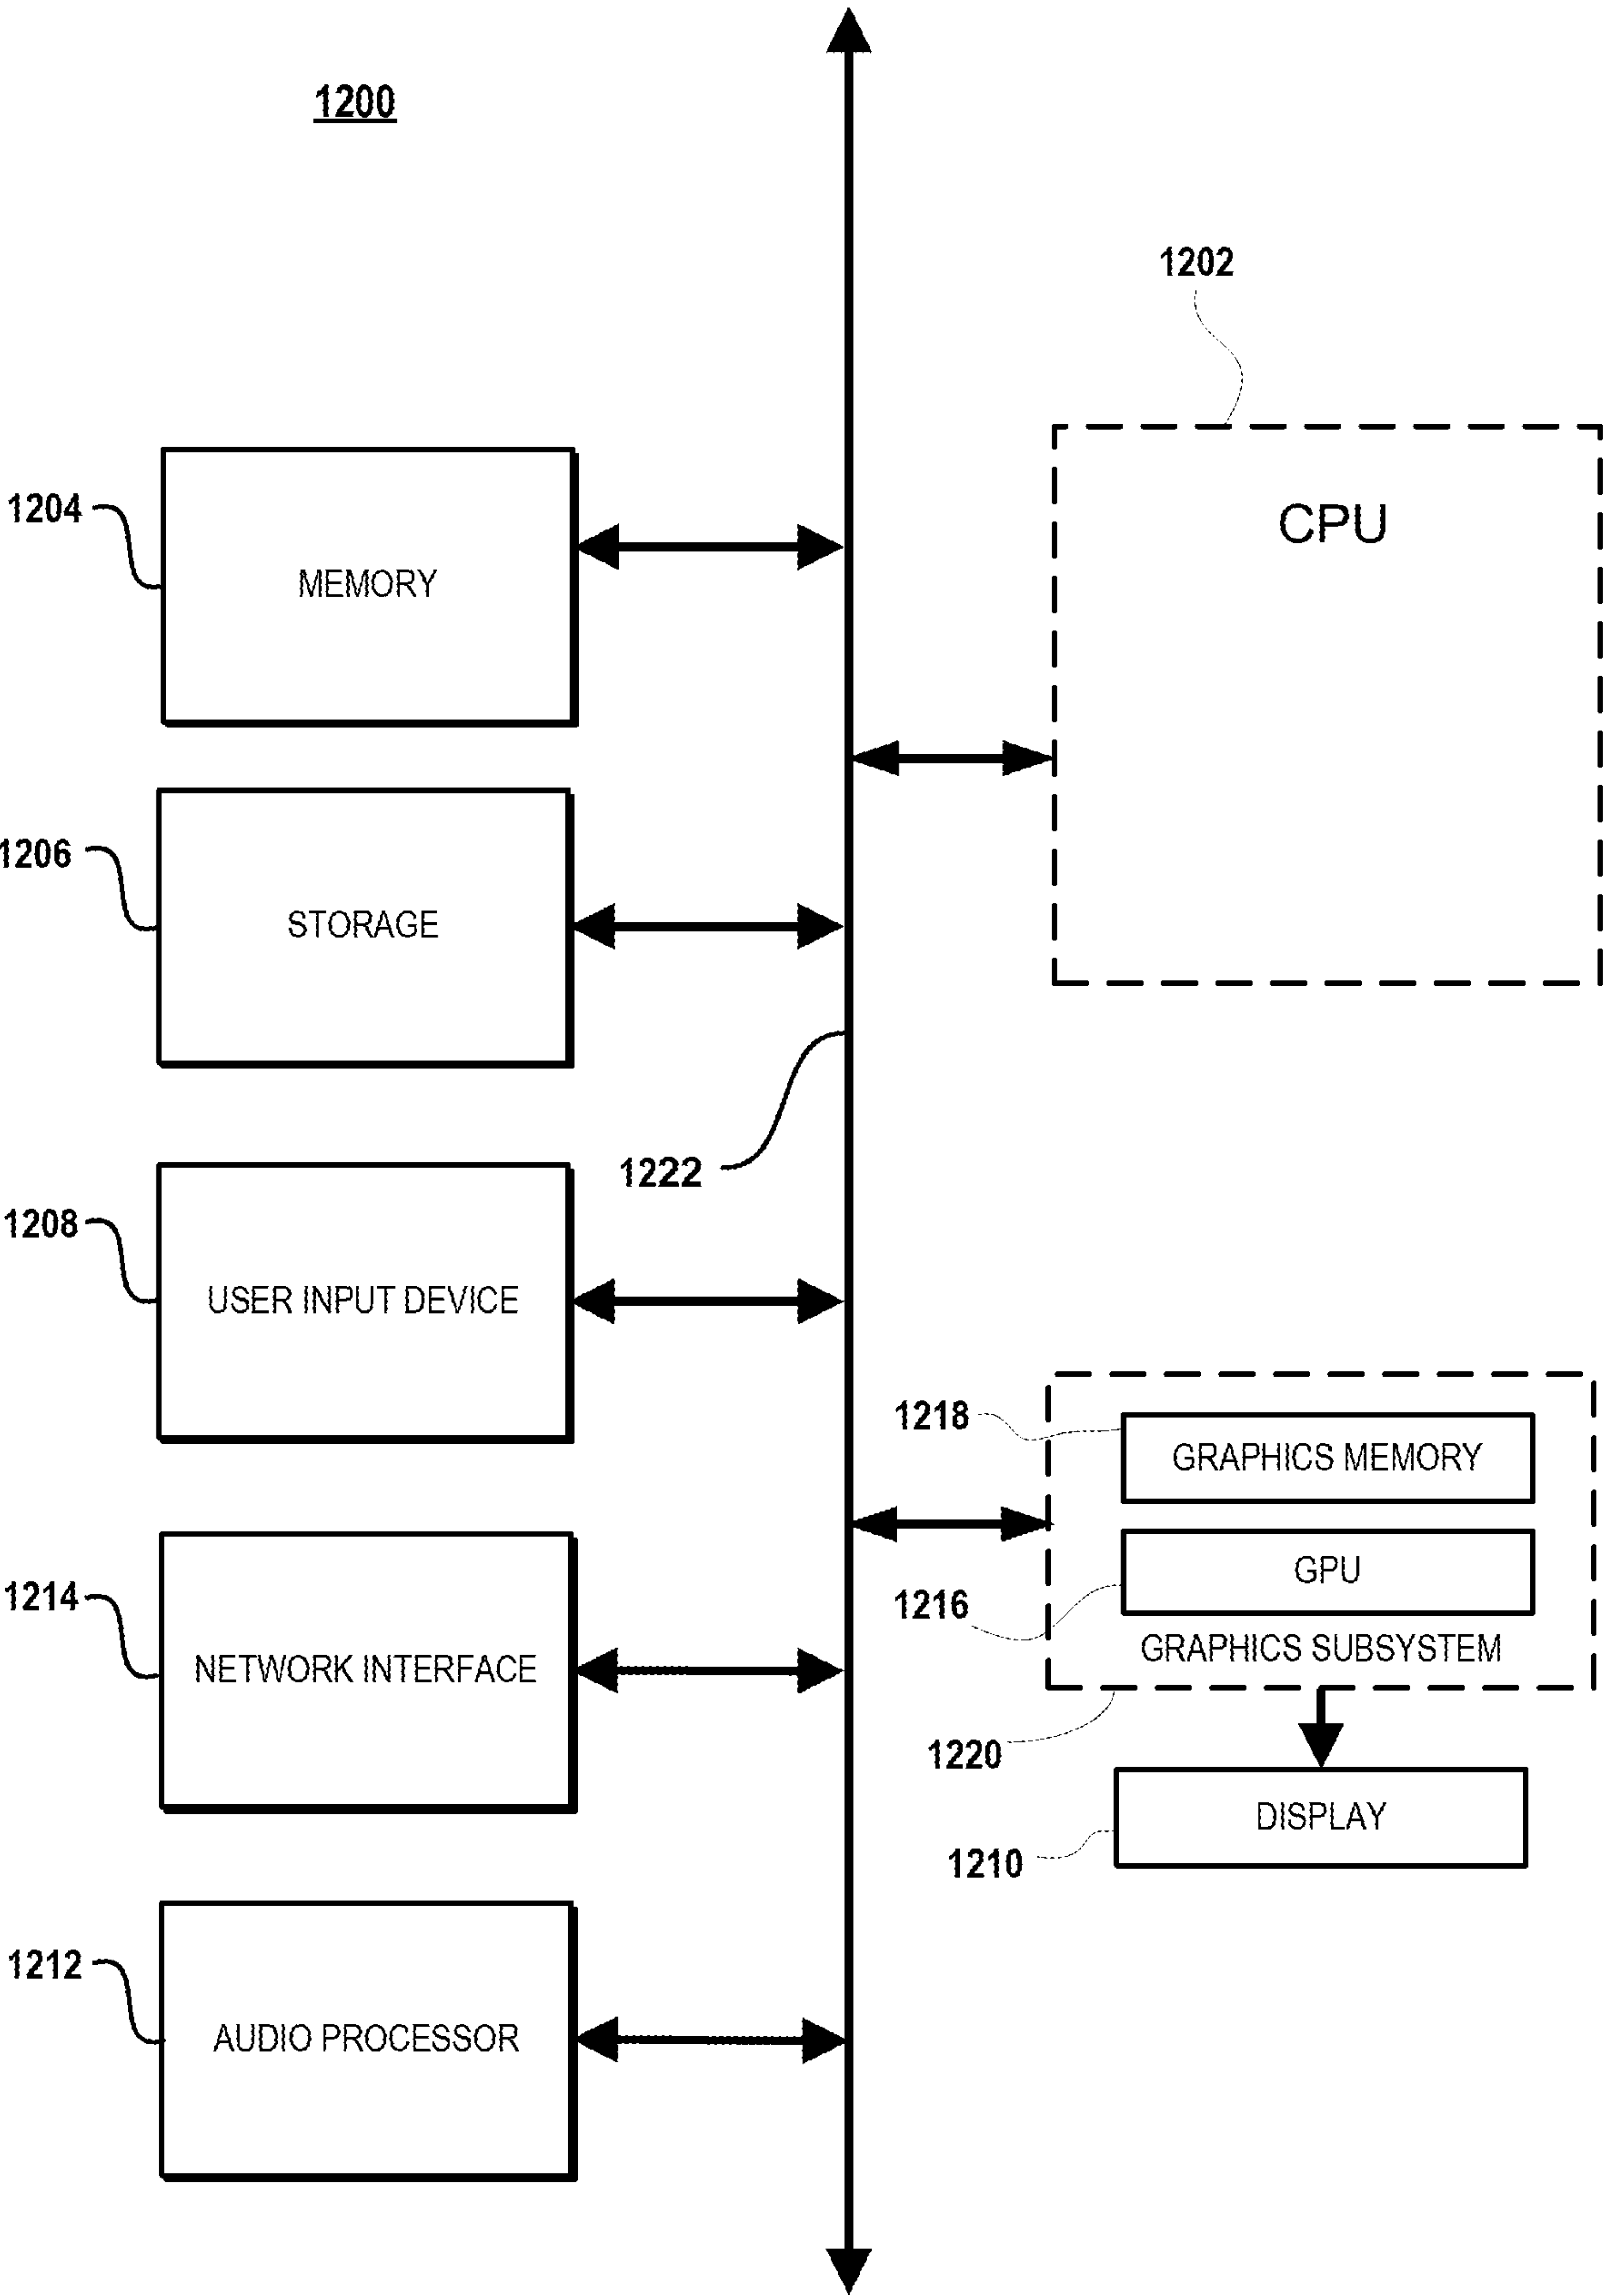 1200
1202
CPU
1204
MEMORY
1206
STORAGE
1222
1208
USER INPUT DEVICE
1218
GRAPHICS MEMORY
GPU
1216
GRAPHICS SUBSYSTEM
1214
NETWORK INTERFACE
1220
DISPLAY
1210
1212
AUDIO PROCESSOR